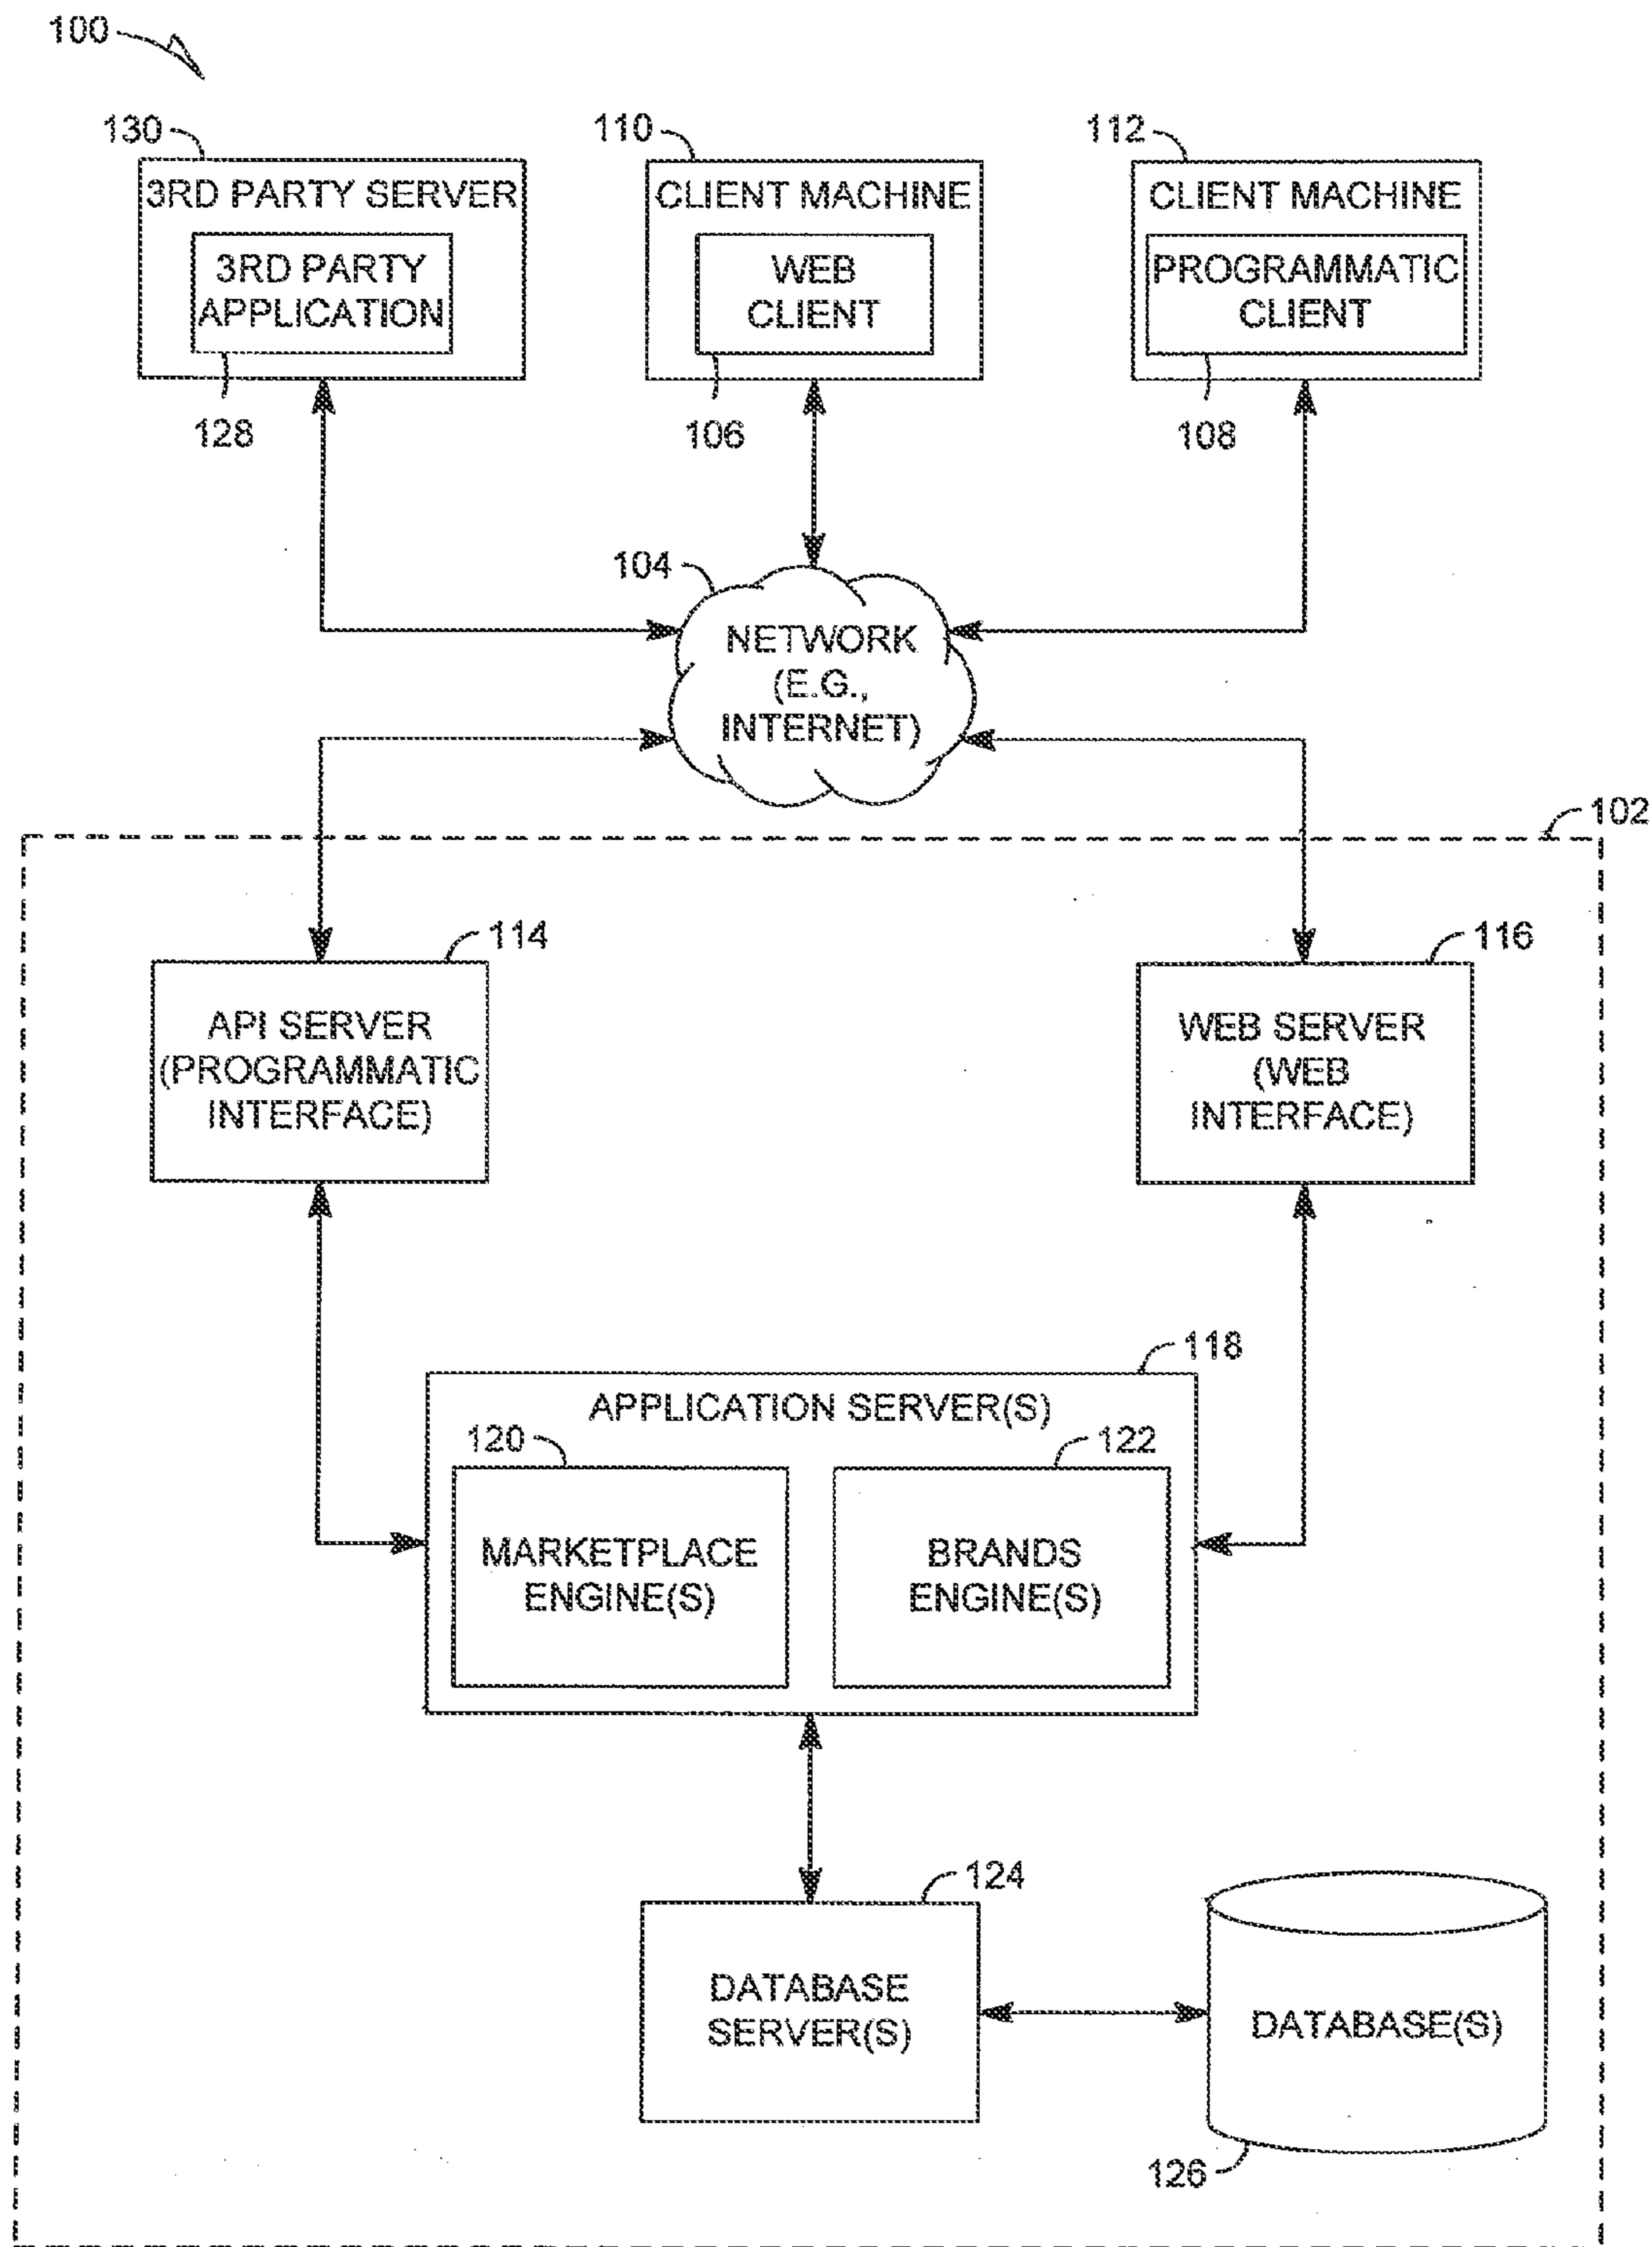 100
130
110
112
3RD PARTY SERVER
CLIENT MACHINE
CLIENT MACHINE
3RD PARTY
APPLICATION
WEB
CLIENT
PROGRAMMATIC
CLIENT
128
106
108
104
NETWORK
(E.G.,
INTERNET)
102
114
116
API SERVER
(PROGRAMMATIC
INTERFACE)
WEB SERVER
(WEB
INTERFACE)
118
APPLICATION SERVER(S)
120
122
MARKETPLACE
ENGINE(S)
BRANDS
ENGINE(S)
124
DATABASE
SERVER(S)
DATABASE(S)
126